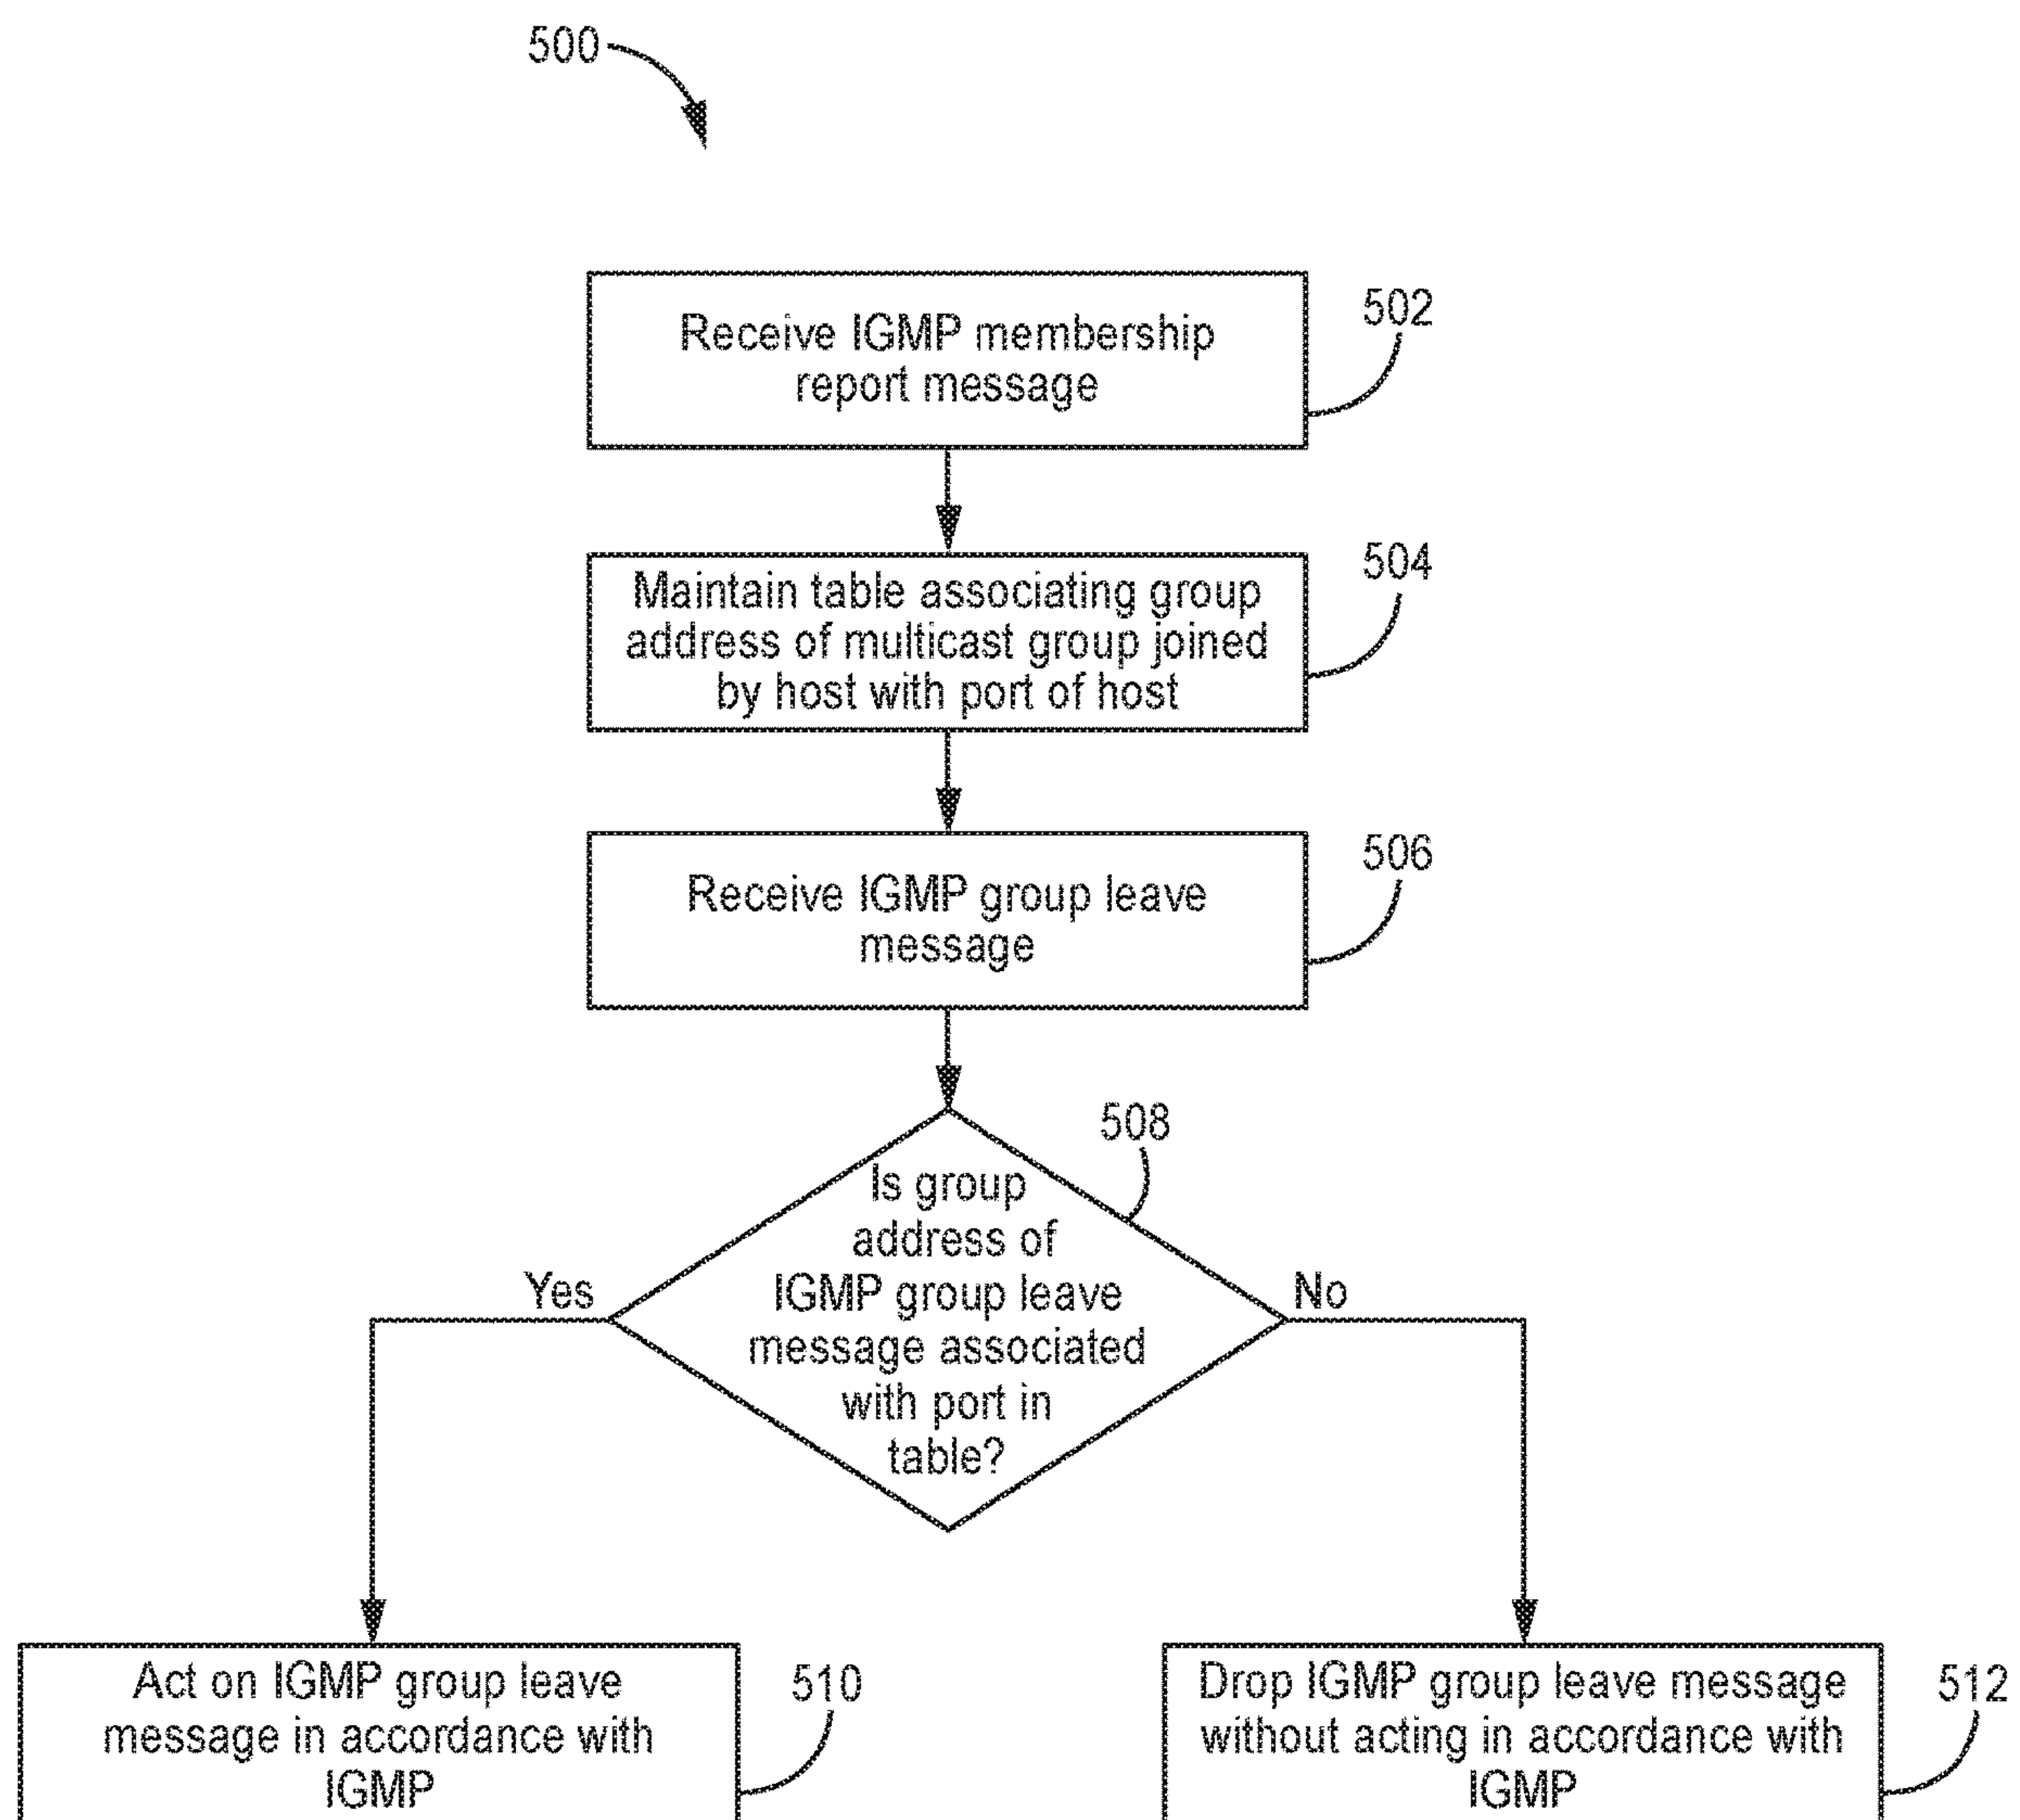 500
Receive IGMP membership
report message
502
Maintain table associating group
address of multicast group joined
by host with port of host
504
Receive IGMP group leave
message
506
508
Is group
address of
IGMP group leave
message associated
with port in
table?
Yes
No
Act on IGMP group leave
message in accordance with
IGMP
510
Drop IGMP group leave message
without acting in accordance with
IGMP
512